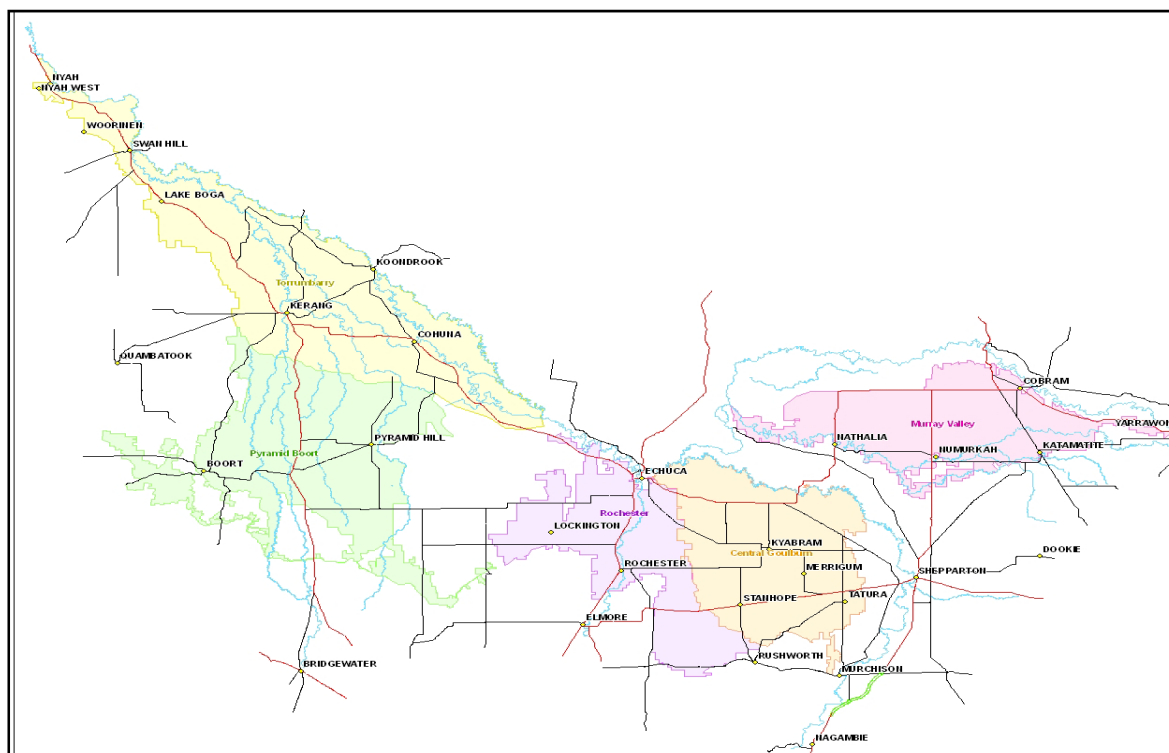 NYAH
NYAH WEST
WOORINEN
SWAN HILL
LAKE BOGA
KOONDROOK
Torrumbarry
KERANG
COHUNA
QUAMBATOOK
COBRAM
YARRAWON
Murray Valley
PYRAMID HILL
NATHALIA
KATAMATITE
Pyramid Boort
NUMURKAH
BOORT
ECHUCA
Rochester
LOCKINGTON
KYABRAM
Central Goulburn
DOOKIE
ROCHESTER
MERRIGUM
SHEPPARTON
STANHOPE
TATURA
ELMORE
RUSHWORTH
BRIDGEWATER
MURCHISON
NAGAMBIE